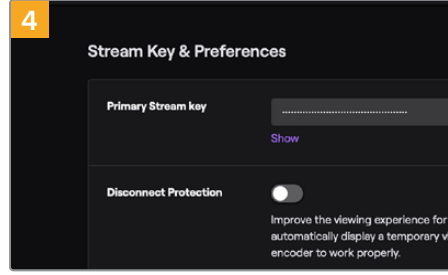 4
Stream Key & Preferences
Primary Stream key
Show
Disconnect Protection
Improve the viewing experience for
automatically display a temporary
encoder to work properly.